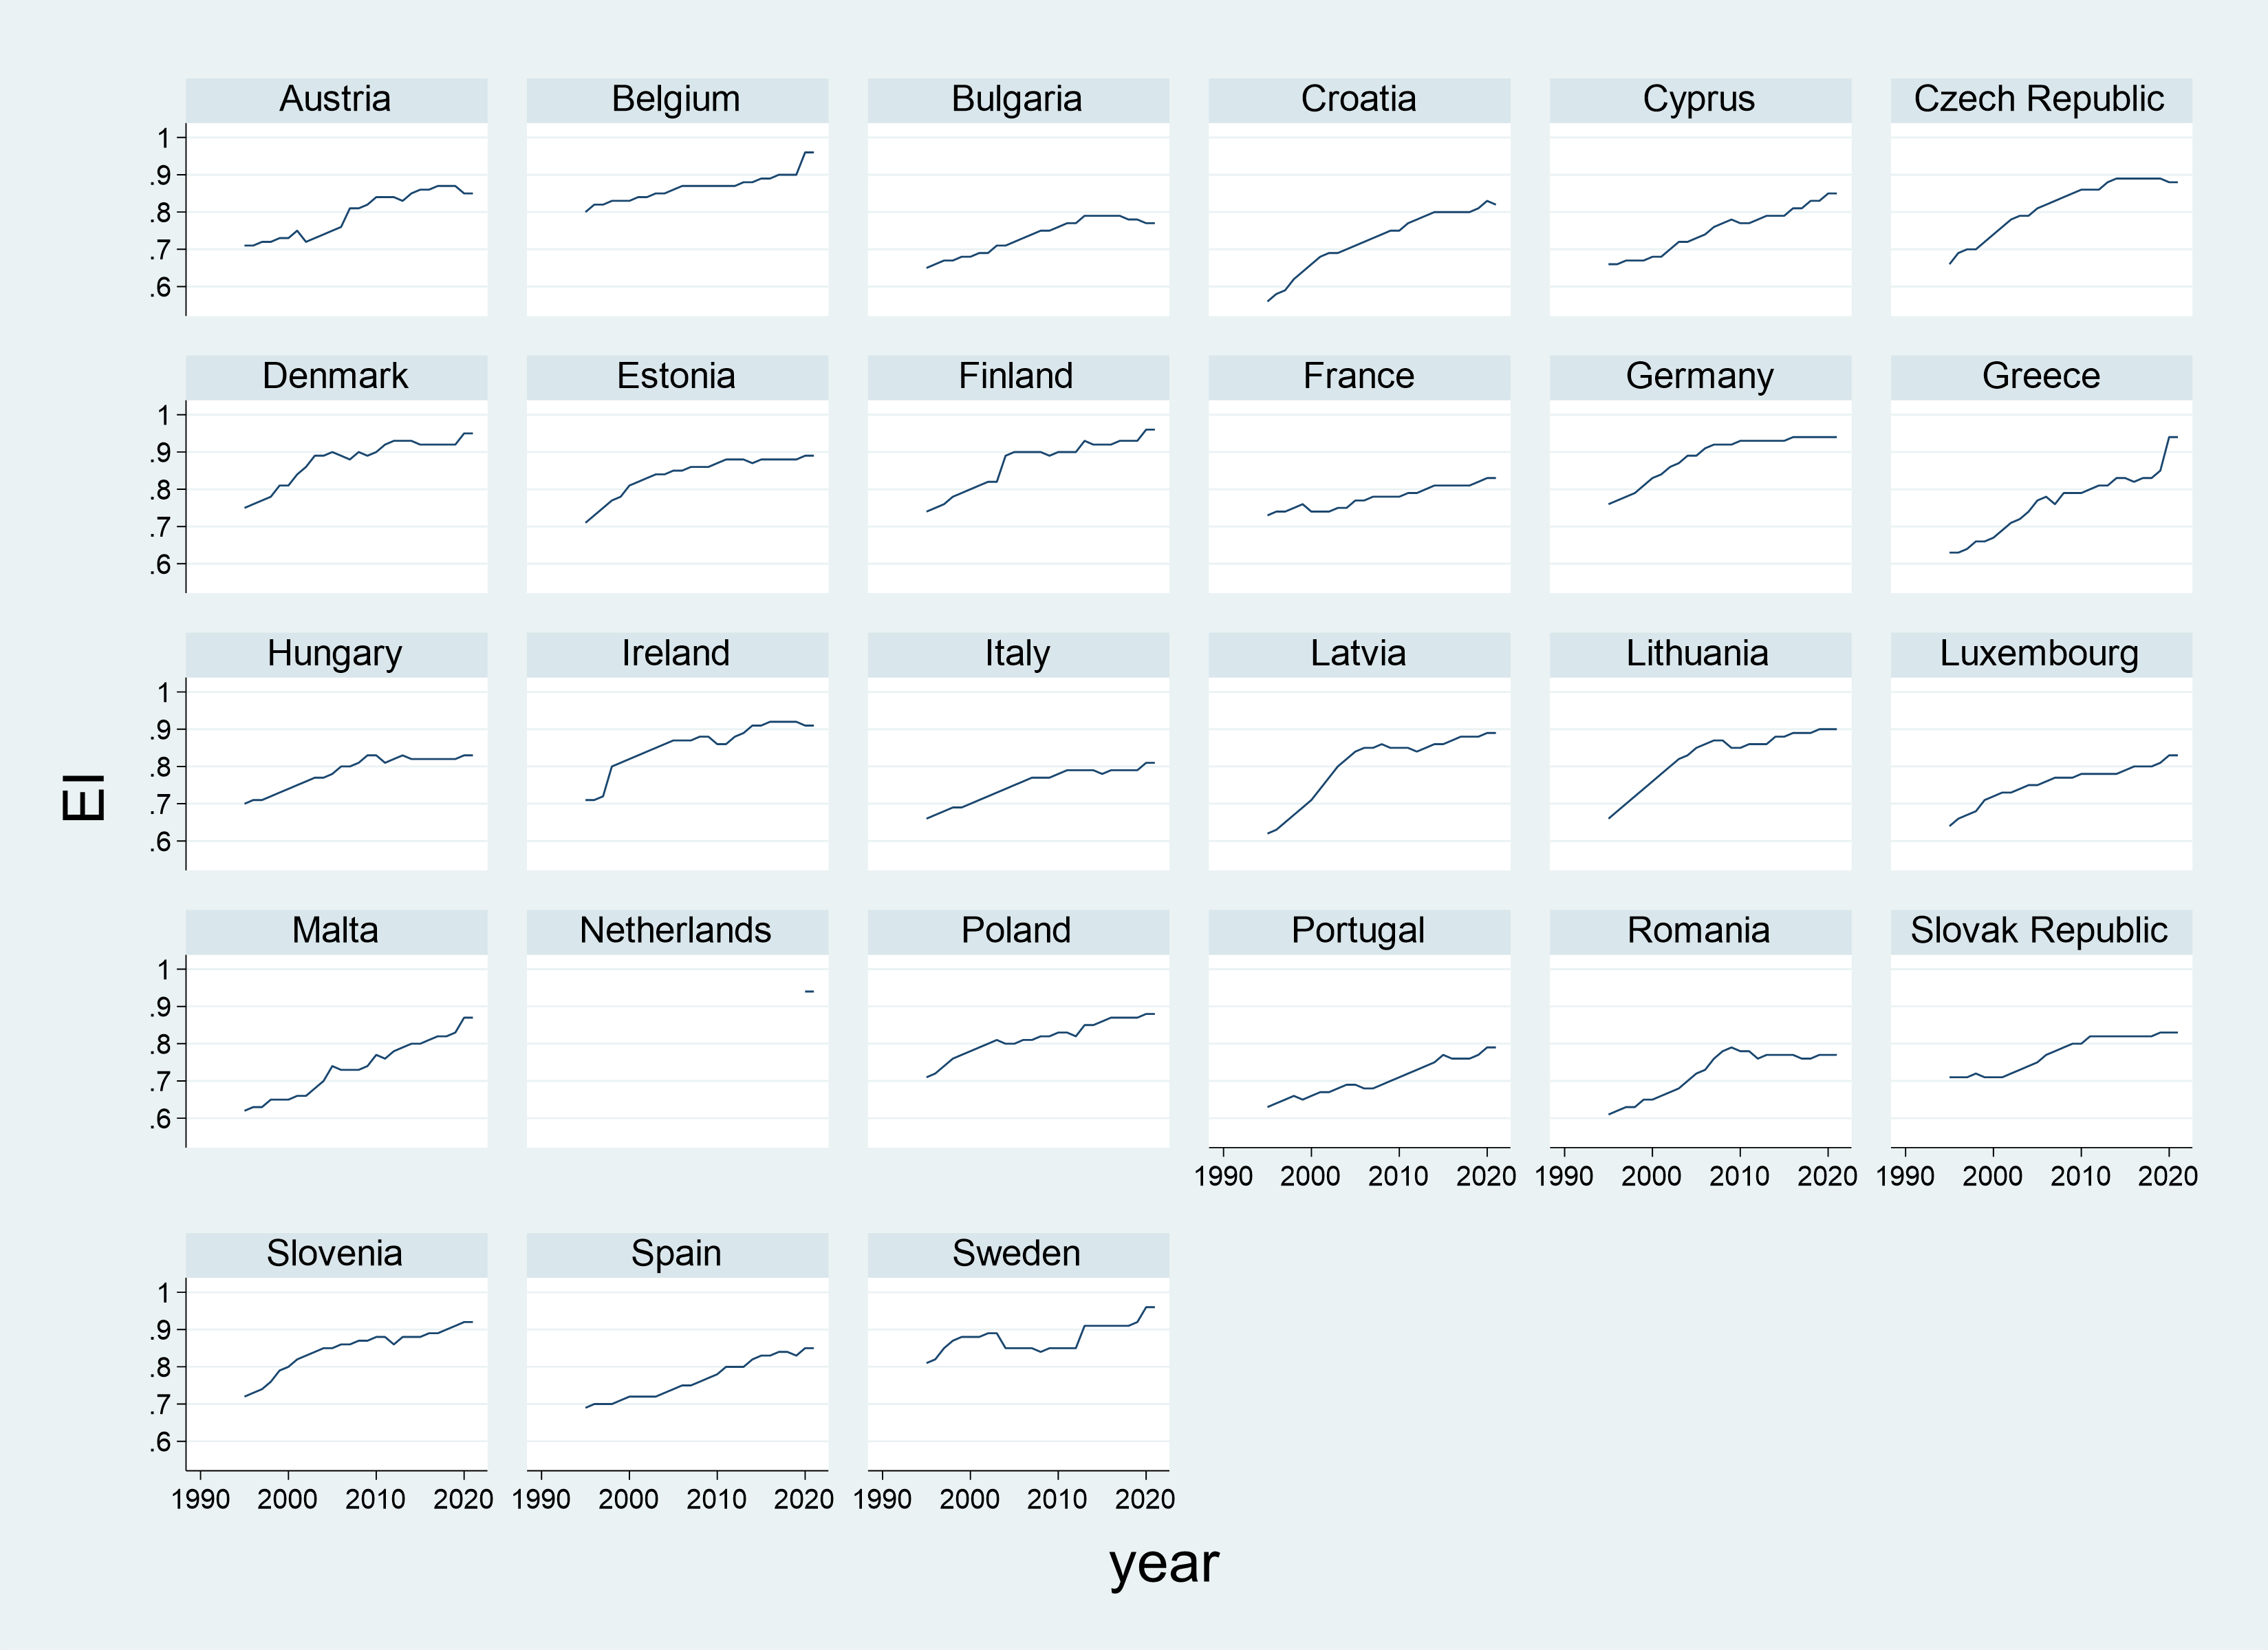 Austria Belgium Bulgaria Croatia Cyprus Czech Republic
1
.9
.8
.7
.6
Denmark Estonia Finland France Germany Greece
1
.9
.8
.7
.6
Hungary Ireland Italy Latvia Lithuania Luxembourg
1
.9
.8
.7
.6
EI
Malta Netherlands Poland Portugal Romania Slovak Republic
1
.9
.8
.7
.6
1990 2000 2010 2020 1990 2000 2010 2020 1990 2000 2010 2020
Slovenia Spain Sweden
1
.9
.8
.7
.6
1990 2000 2010 2020 1990 2000 2010 2020 1990 2000 2010 2020
year